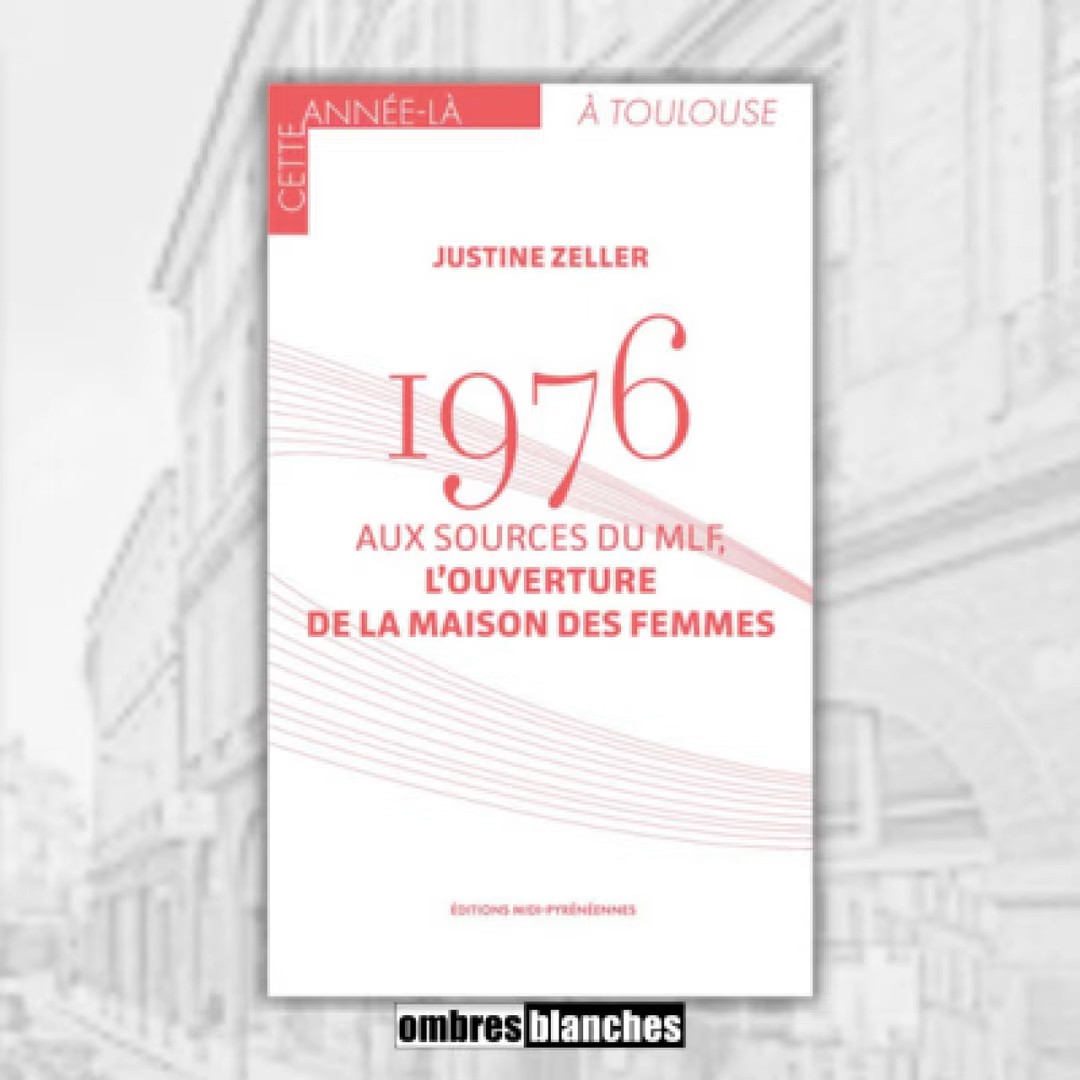 CETTE ANNÉE-LÀ À TOULOUSE
JUSTINE ZELLER
1976
AUX SOURCES DU MLF,
L'OUVERTURE
DE LA MAISON DES FEMMES
ÉDITIONS MIDI-PYRÉNÉENNES
ombres blanches